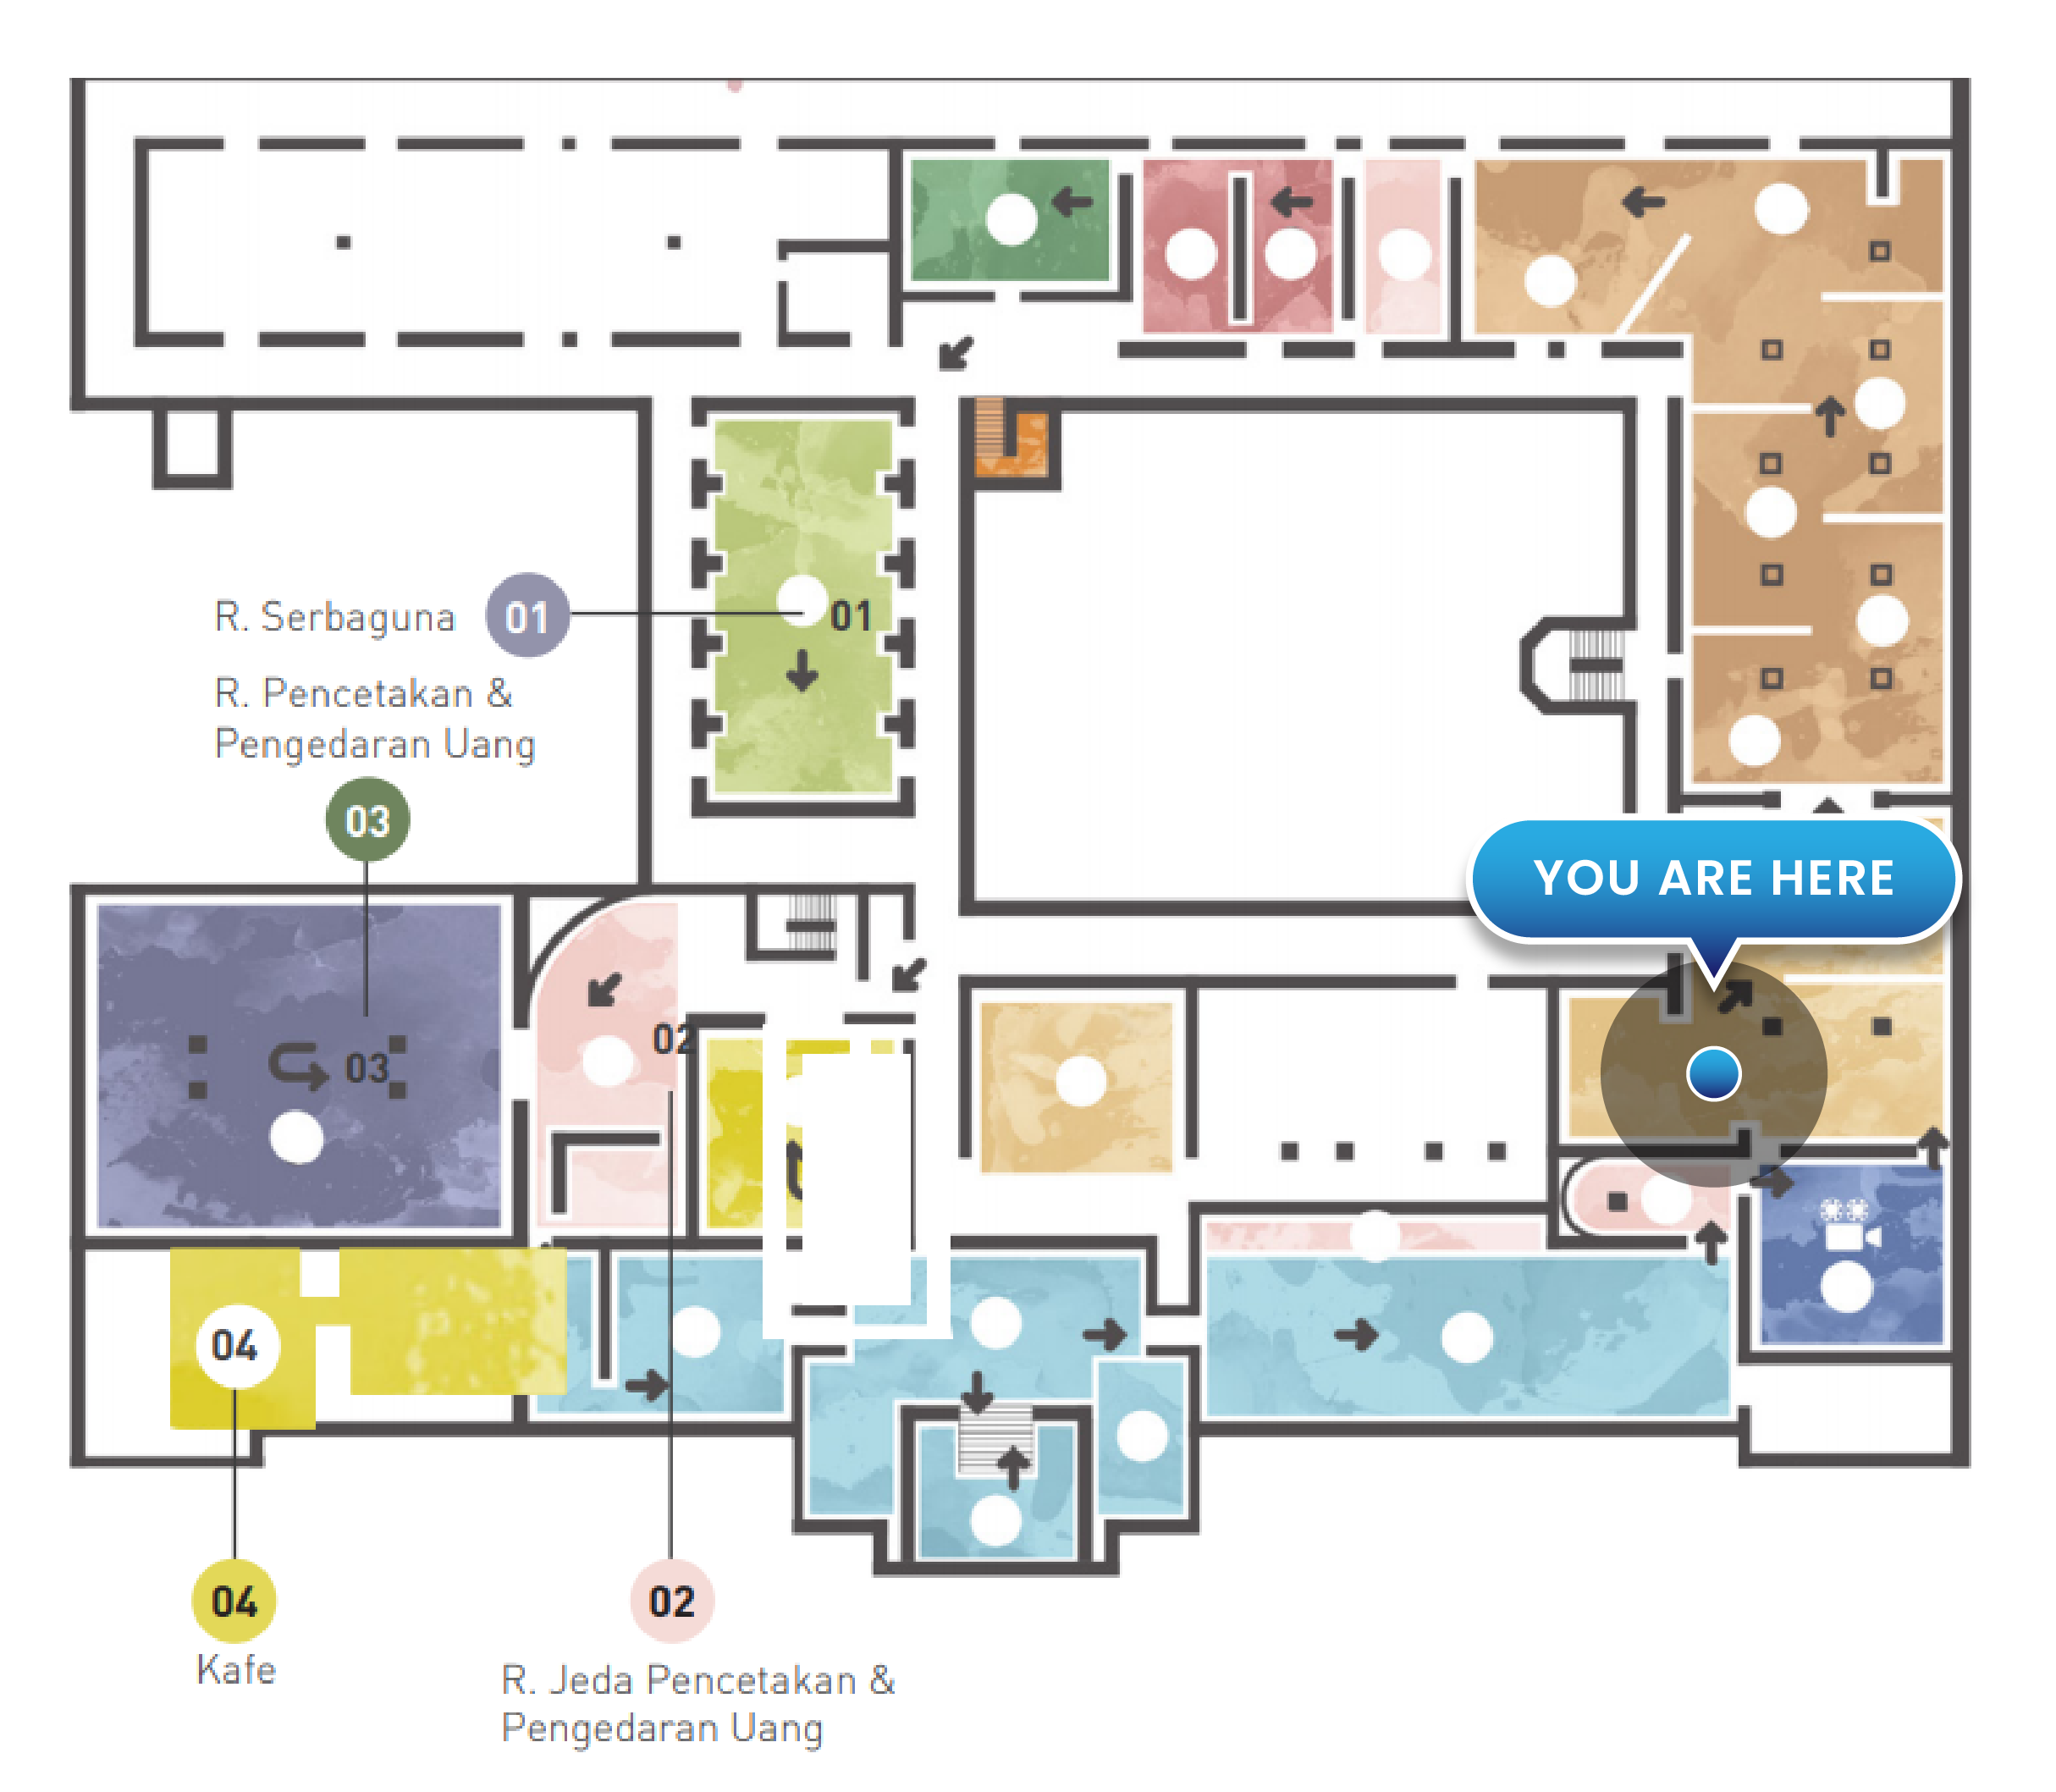 R. Serbaguna 01
01
R. Pencetakan &
Pengedaran Uang
03
YOU ARE HERE
02
03
04
04
Kafe
02
R. Jeda Pencetakan &
Pengedaran Uang